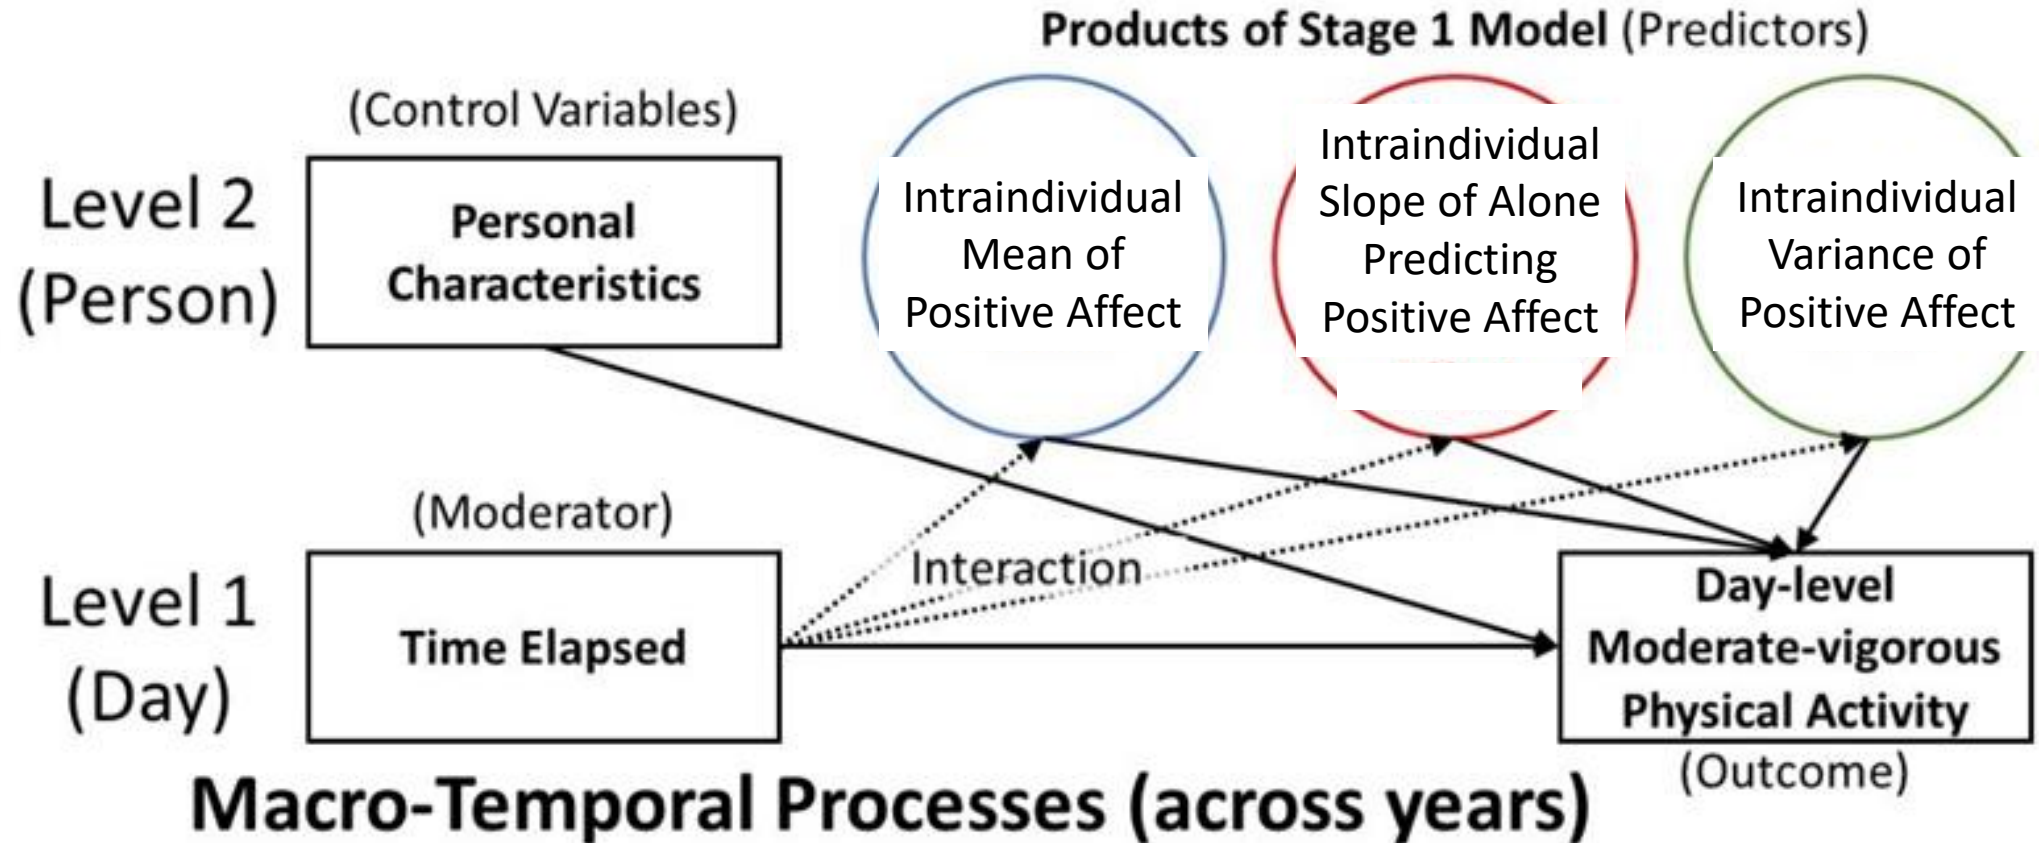 Products of Stage 1 Model (Predictors)
(Control Variables)
Level 2
(Person)
Personal
Characteristics
Intraindividual
Mean of
Positive Affect
Intraindividual
Slope of Alone
Predicting
Positive Affect
Intraindividual
Variance of
Positive Affect
(Moderator)
Interaction
Level 1
(Day)
Time Elapsed
Day-level
Moderate-vigorous
Physical Activity
(Outcome)
Macro-Temporal Processes (across years)